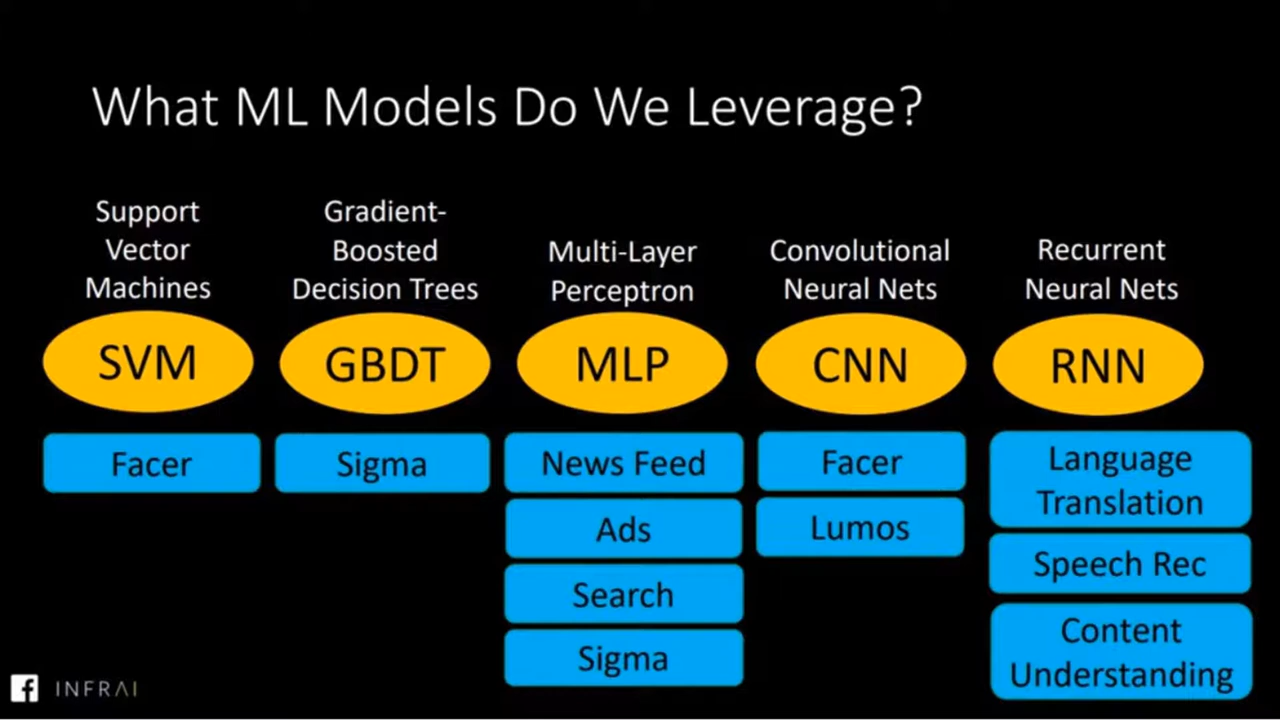 What ML Models Do We Leverage?
Support
Vector
Machines
SVM
Facer
Gradient-
Boosted
Decision Trees
GBDT
Sigma
Multi-Layer
Perceptron
MLP
News Feed
Ads
Search
Sigma
Convolutional
Neural Nets
CNN
Facer
Lumos
Recurrent
Neural Nets
RNN
Language
Translation
Speech Rec
Content
Understanding
f INFRAI